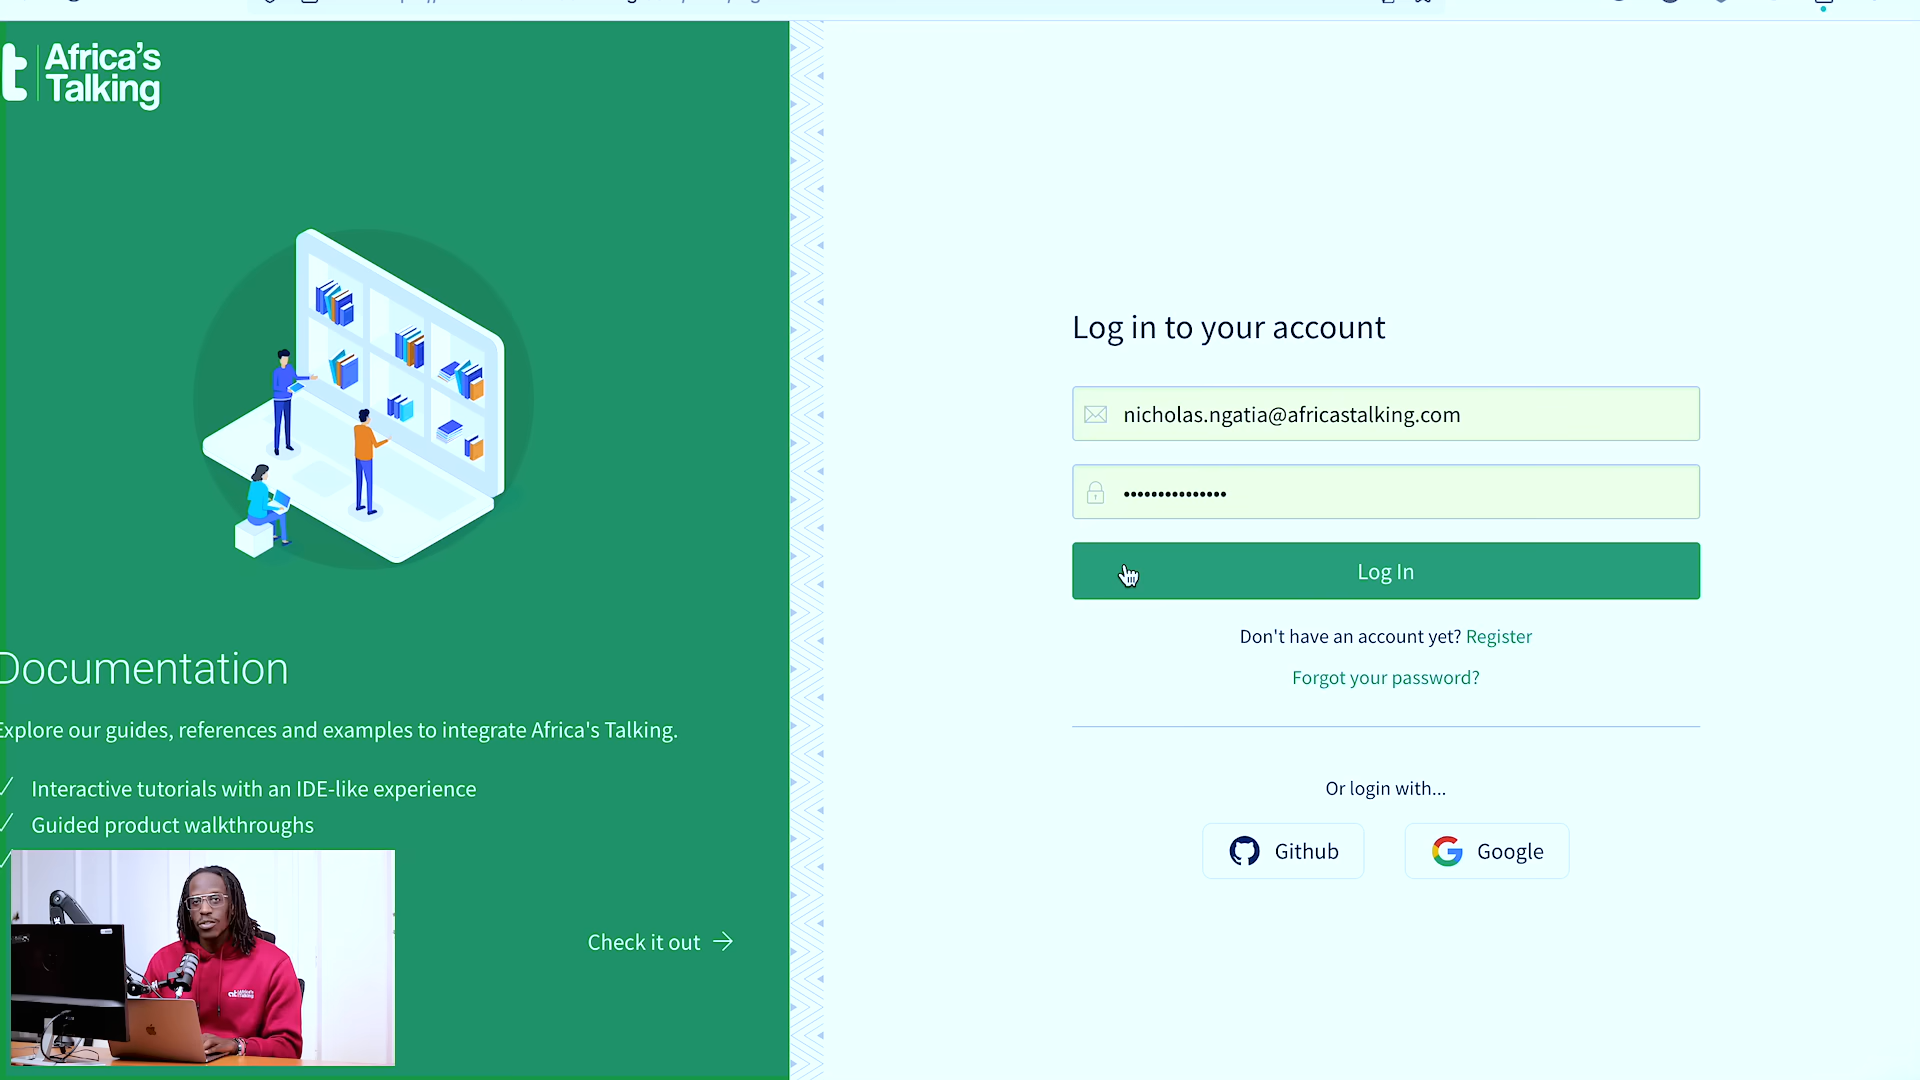 Africa's
Talking
Log in to your account
nicholas.ngatia@africastalking.com
•••••••••••••••
Log In
Don't have an account yet? Register
Forgot your password?
Or login with...
Github
Google
Documentation
Explore our guides, references and examples to integrate Africa's Talking.
Interactive tutorials with an IDE-like experience
Guided product walkthroughs
Check it out